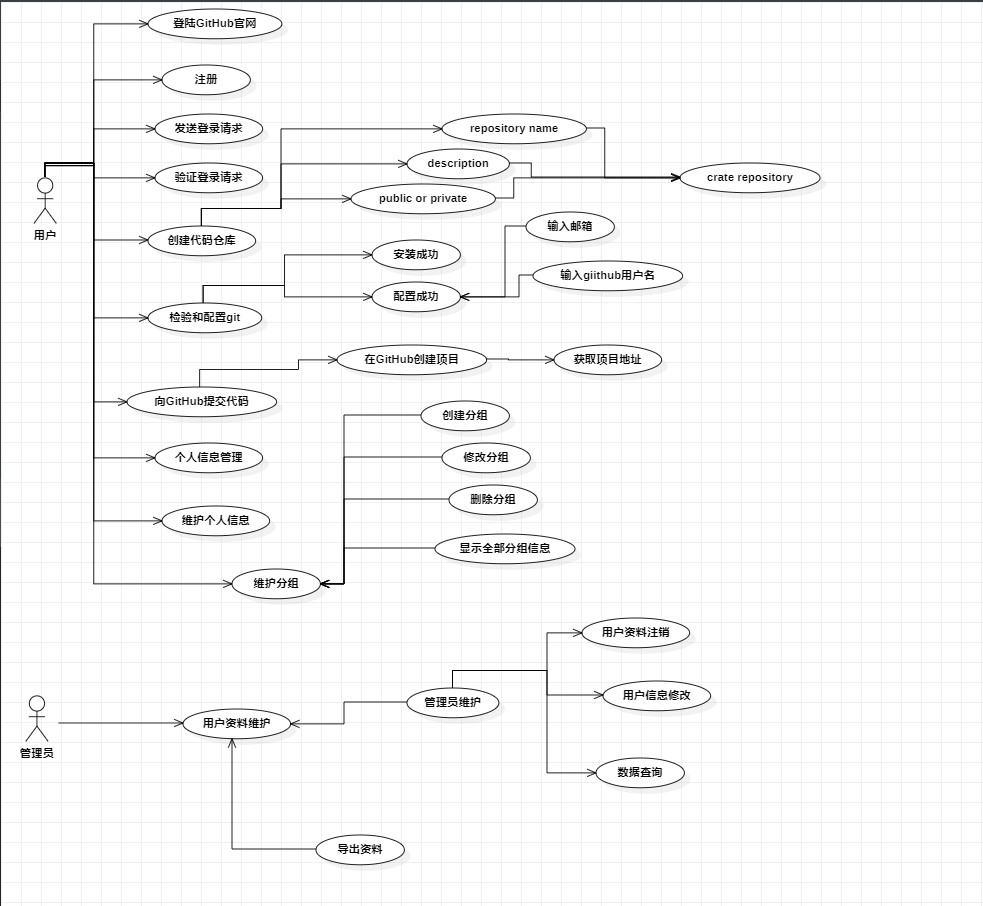 登陆GitHub官网
注册
发送登录请求
repository name
description
验证登录请求
crate repository
public or private
用户
创建代码仓库
输入邮箱
安装成功
输入giithub用户名
配置成功
检验和配置git
在GitHub创建项目
获取项目地址
向GitHub提交代码
创建分组
个人信息管理
修改分组
删除分组
维护个人信息
显示全部分组信息
维护分组
用户资料注销
用户信息修改
管理员维护
用户资料维护
管理员
数据查询
导出资料